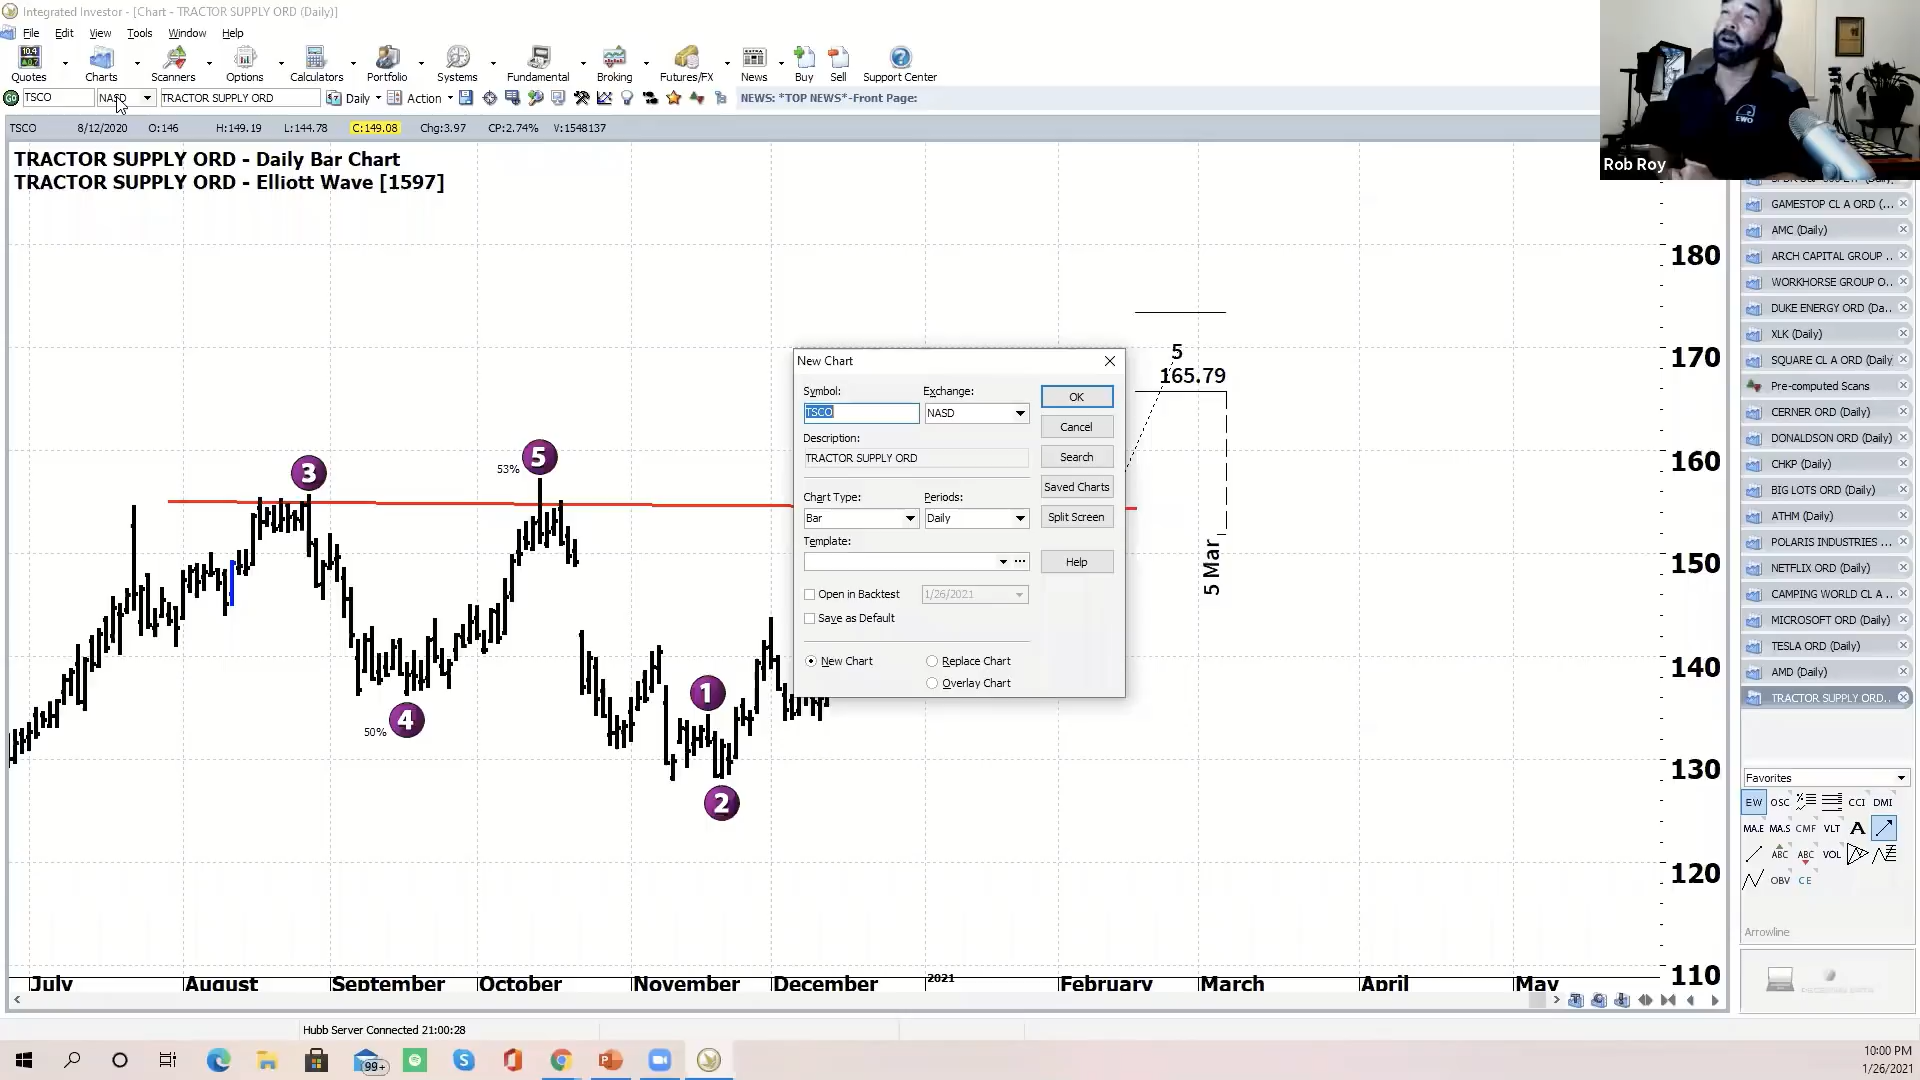 Integrated Investor - [Chart - TRACTOR SUPPLY ORD (Daily)]
File Edit View Tools Window Help
Quotes Charts Scanners Options Calculators Portfolio Systems Fundamental Broking Futures/FX News Buy Sell Support Center
TSCO NASD TRACTOR SUPPLY ORD Daily Action NEWS: *TOP NEWS*-Front Page:
TSCO 8/12/2020 O:146 H:149.19 L:144.78 C:149.08 Chg:3.97 CP:2.74% V:1548137
TRACTOR SUPPLY ORD - Daily Bar Chart
TRACTOR SUPPLY ORD - Elliott Wave [1597]
EWO
Rob Roy
GAMESTOP CL A ORD (...
AMC (Daily)
ARCH CAPITAL GROUP ..
WORKHORSE GROUP O..
DUKE ENERGY ORD (Da..
XLK (Daily)
SQUARE CL A ORD (Daily)
Pre-computed Scans
CERNER ORD (Daily)
DONALDSON ORD (Daily)
CHKP (Daily)
BIG LOTS ORD (Daily)
ATHM (Daily)
POLARIS INDUSTRIES ...
NETFLIX ORD (Daily)
CAMPING WORLD CL A ..
MICROSOFT ORD (Daily)
TESLA ORD (Daily)
AMD (Daily)
TRACTOR SUPPLY ORD..
Favorites
EW OSC CCI DMI
MA.E MA.S CMF VLT A
ABC ABC VOL
OBV CE
Arrowline
180
170
160
150
140
130
120
110
5
165.79
5 Mar
3
53% 5
50% 4
1
2
New Chart
Symbol: Exchange:
TSCO NASD
Description:
TRACTOR SUPPLY ORD
Chart Type: Periods:
Bar Daily
Template:
...
Open in Backtest 1/26/2021
Save as Default
New Chart Replace Chart
Overlay Chart
OK
Cancel
Search
Saved Charts
Split Screen
Help
July August September October November December 2021 February March April May
Hubb Server Connected 21:00:28
99+
10:00 PM
1/26/2021